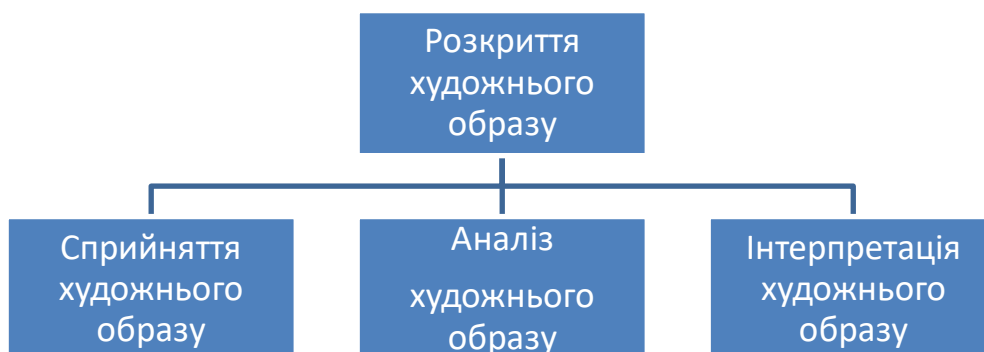 Розкриття
художнього
образу
Сприйняття
художнього
образу
Аналіз
художнього
образу
Інтерпретація
художнього
образу